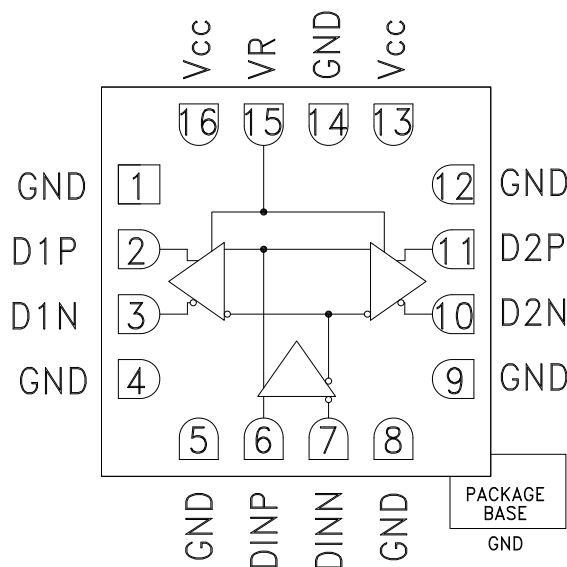 Vcc VR GND Vcc
16 15 14 13
GND 1 12 GND
D1P 2 11 D2P
D1N 3 10 D2N
GND 4 9 GND
5 6 7 8
GND DINP DINN GND
PACKAGE
BASE
GND